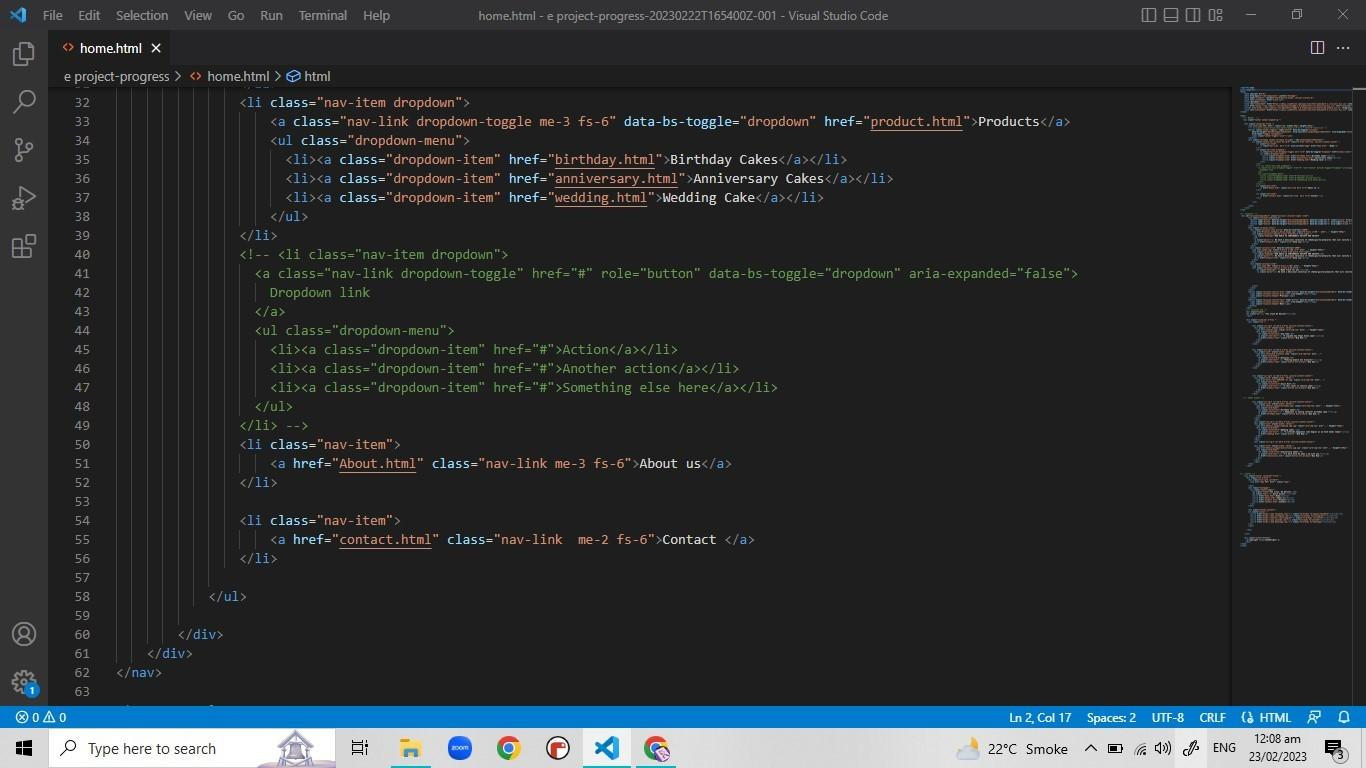 File Edit Selection View Go Run Terminal Help home.html - e project-progress-20230222T165400Z-001 - Visual Studio Code
home.html
e project-progress > home.html > html
32 <li class="nav-item dropdown">
33 <a class="nav-link dropdown-toggle me-3 fs-6" data-bs-toggle="dropdown" href="product.html">Products</a>
34 <ul class="dropdown-menu">
35 <li><a class="dropdown-item" href="birthday.html">Birthday Cakes</a></li>
36 <li><a class="dropdown-item" href="anniversary.html">Anniversary Cakes</a></li>
37 <li><a class="dropdown-item" href="wedding.html">Wedding Cake</a></li>
38 </ul>
39 </li>
40 <!-- <li class="nav-item dropdown">
41 <a class="nav-link dropdown-toggle" href="#" role="button" data-bs-toggle="dropdown" aria-expanded="false">
42 Dropdown link
43 </a>
44 <ul class="dropdown-menu">
45 <li><a class="dropdown-item" href="#">Action</a></li>
46 <li><a class="dropdown-item" href="#">Another action</a></li>
47 <li><a class="dropdown-item" href="#">Something else here</a></li>
48 </ul>
49 </li> -->
50 <li class="nav-item">
51 <a href="About.html" class="nav-link me-3 fs-6">About us</a>
52 </li>
53
54 <li class="nav-item">
55 <a href="contact.html" class="nav-link  me-2 fs-6">Contact </a>
56 </li>
57
58 </ul>
59
60 </div>
61 </div>
62 </nav>
63
1
0 0 Ln 2, Col 17 Spaces: 2 UTF-8 CRLF HTML
Type here to search zoom 22°C Smoke ENG 12:08 am
23/02/2023 3